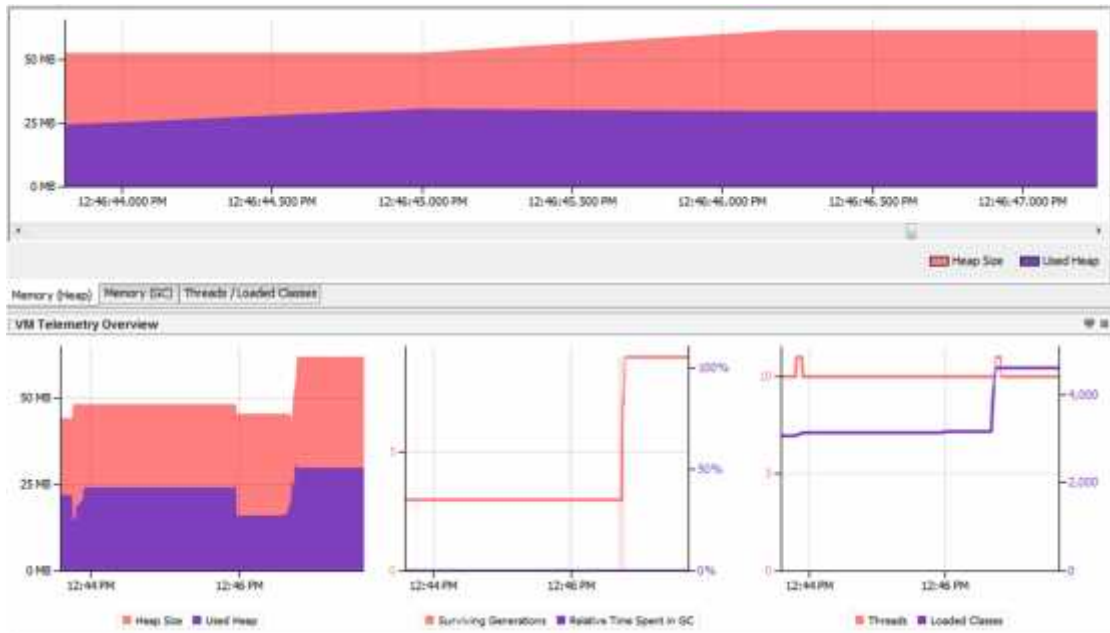 50 MB
25 MB
0 MB
12:46:44.000 PM 12:46:44.500 PM 12:46:45.000 PM 12:46:45.500 PM 12:46:46.000 PM 12:46:46.500 PM 12:46:47.000 PM
Heap Size Used Heap
Memory (Heap) Memory (GC) Threads / Loaded Classes
VM Telemetry Overview
50 MB
25 MB
0 MB
12:44 PM 12:46 PM
Heap Size Used Heap
100%
5
50%
0 0%
12:44 PM 12:46 PM
Surviving Generations Relative Time Spent in GC
10
4,000
5
2,000
0 0
12:44 PM 12:46 PM
Threads Loaded Classes